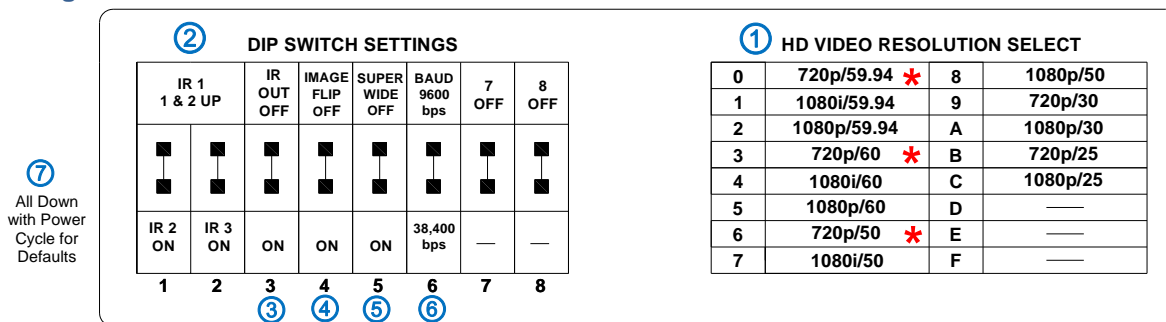 ② DIP SWITCH SETTINGS
IR 1
1 & 2 UP
IR
OUT
OFF
IMAGE
FLIP
OFF
SUPER
WIDE
OFF
BAUD
9600
bps
7
OFF
8
OFF
IR 2
ON
IR 3
ON
ON
ON
ON
38,400
bps
—
—
1 2 3 4 5 6 7 8
③ ④ ⑤ ⑥
⑦
All Down
with Power
Cycle for
Defaults
① HD VIDEO RESOLUTION SELECT
0 720p/59.94 * 8 1080p/50
1 1080i/59.94 9 720p/30
2 1080p/59.94 A 1080p/30
3 720p/60 * B 720p/25
4 1080i/60 C 1080p/25
5 1080p/60 D —
6 720p/50 * E —
7 1080i/50 F —